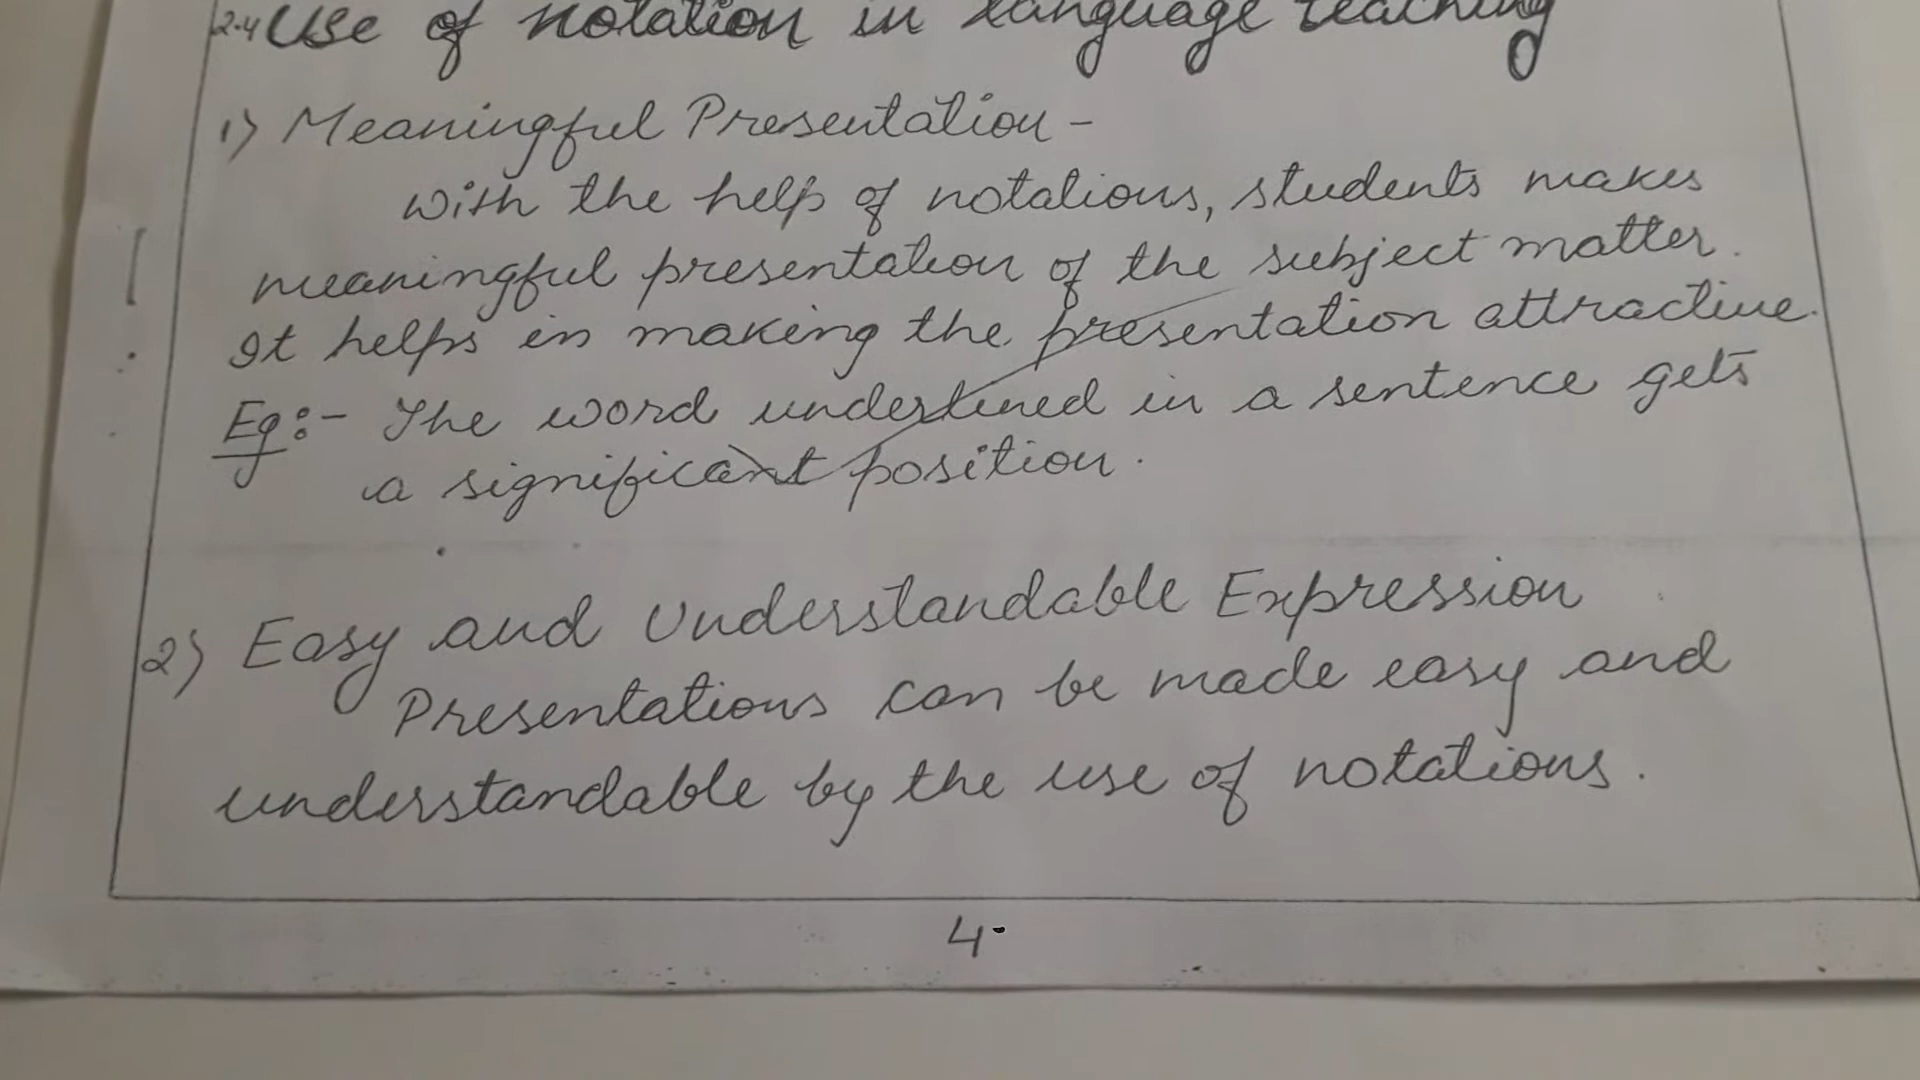 2.4 Use of notation in language teaching
1) Meaningful Presentation -
With the help of notations, students makes
meaningful presentation of the subject matter.
It helps in making the presentation attractive.
Eg:- The word underlined in a sentence gets
a significant position.
2) Easy and Understandable Expression
Presentations can be made easy and
understandable by the use of notations.
4